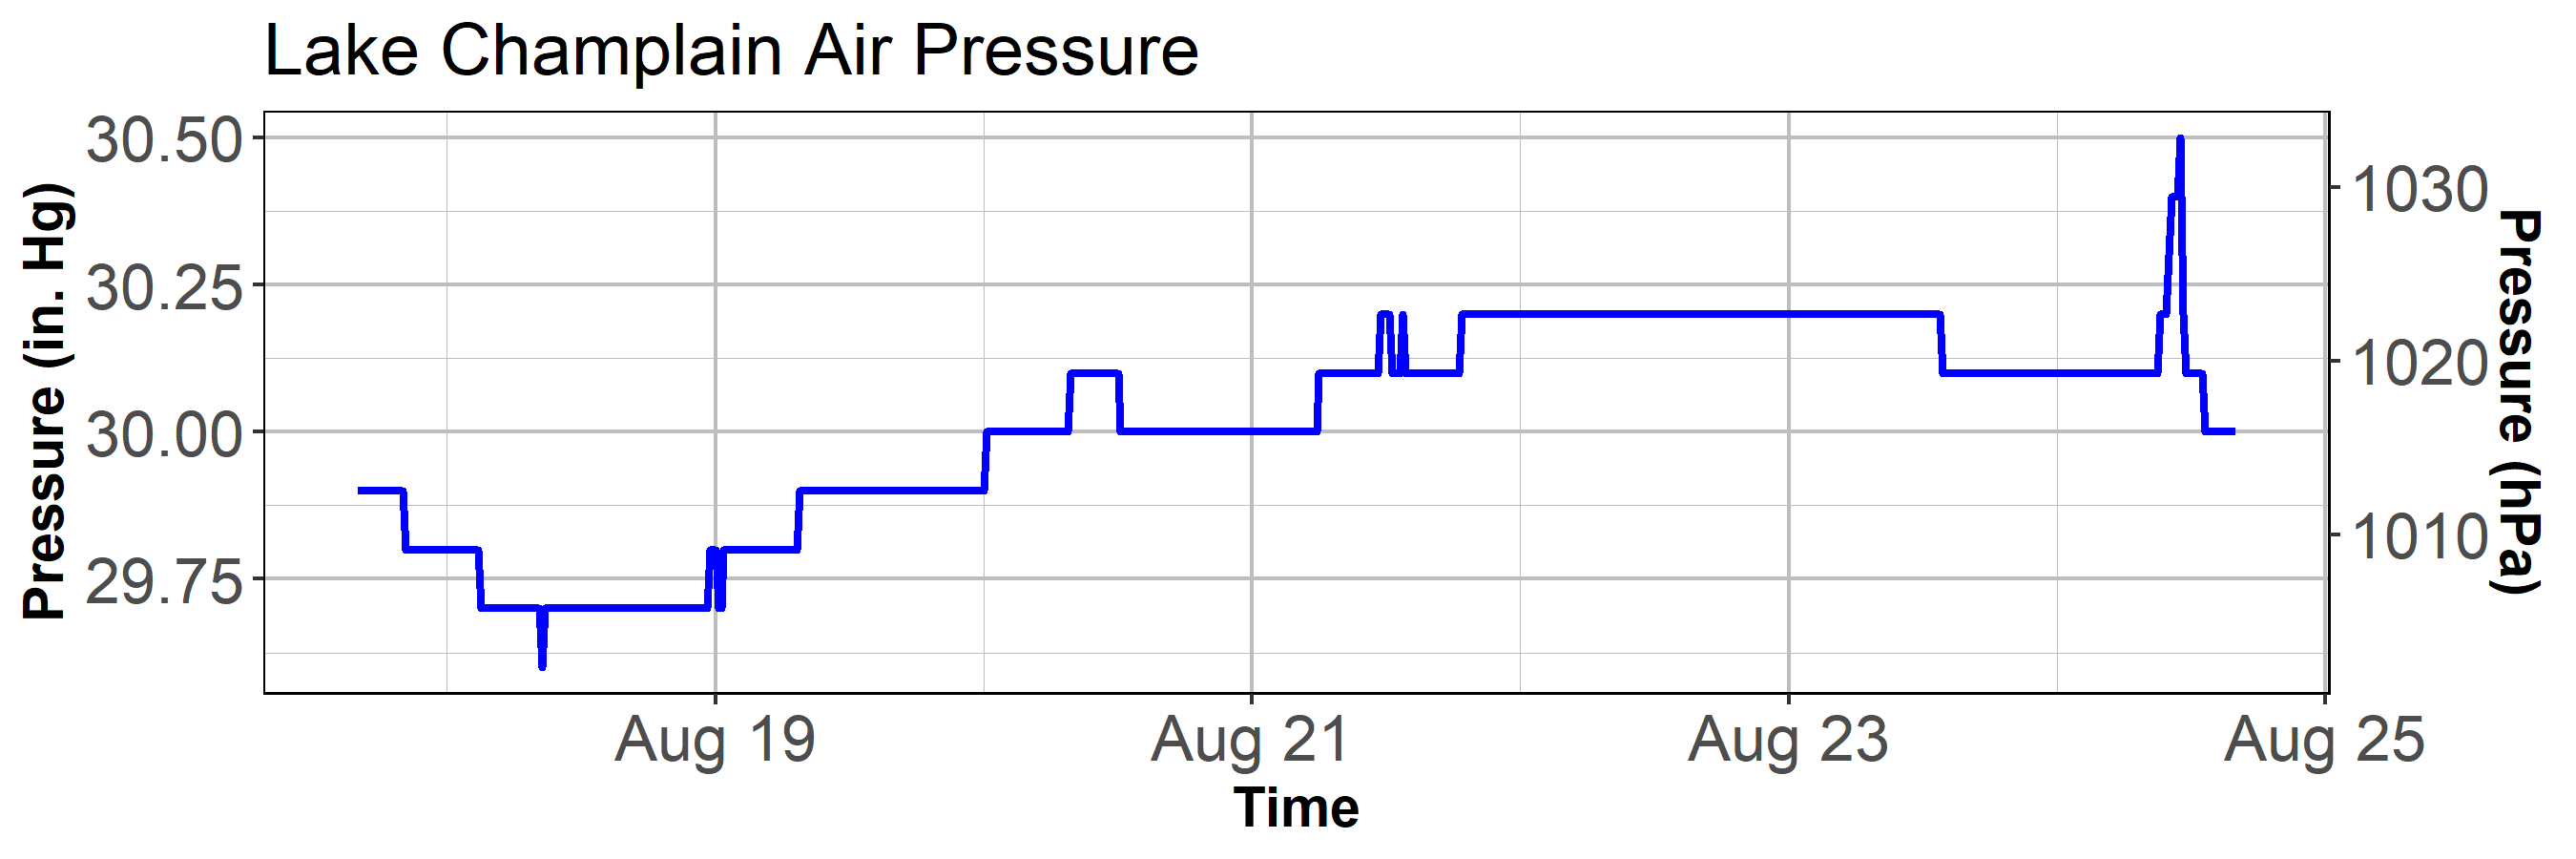 Lake Champlain Air Pressure
30.50
30.25
30.00
29.75
Pressure (in. Hg)
1030
1020
1010
Pressure (hPa)
Aug 19 Aug 21 Aug 23 Aug 25
Time